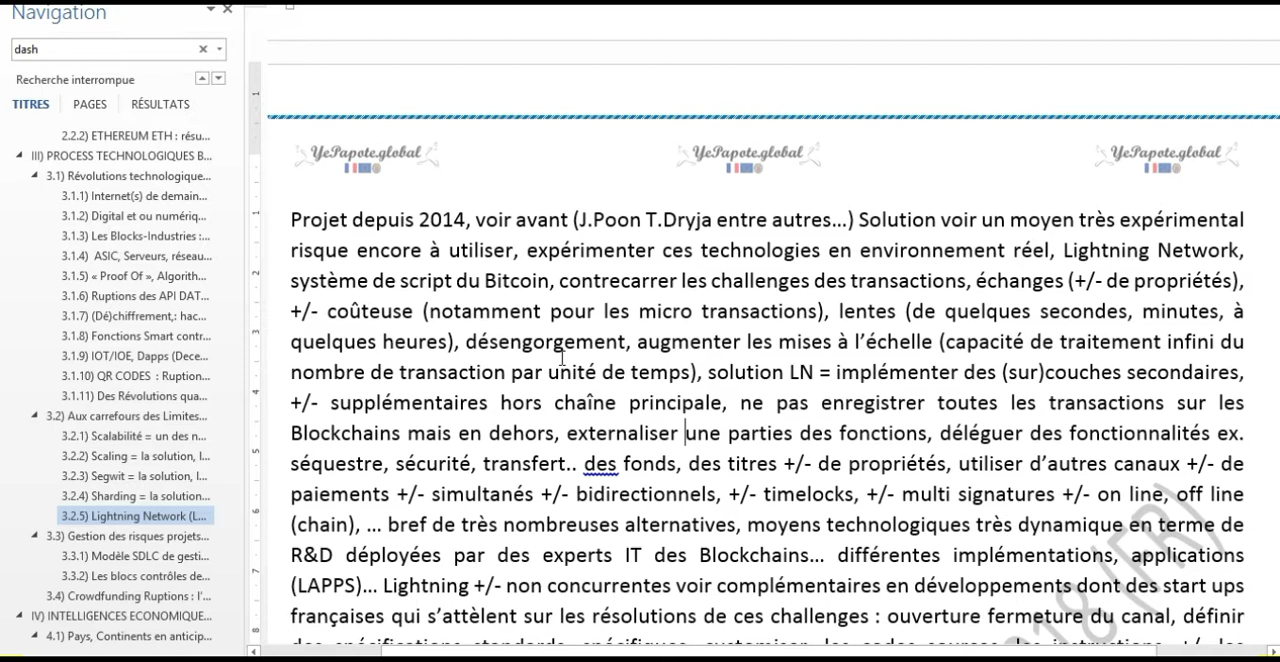 Navigation
dash
Recherche interrompue
TITRES PAGES RÉSULTATS
2.2.2) ETHEREUM ETH : résu...
III) PROCESS TECHNOLOGIQUES B...
3.1) Révolutions technologique...
3.1.1) Internet(s) de demain...
3.1.2) Digital et ou numériq...
3.1.3) Les Blocks-Industries :...
3.1.4) ASIC, Serveurs, réseau...
3.1.5) « Proof Of », Algorith...
3.1.6) Ruptions des API DAT...
3.1.7) (Dé)chiffrement,: hac...
3.1.8) Fonctions Smart contr...
3.1.9) IOT/IOE, Dapps (Dece...
3.1.10) QR CODES : Ruption...
3.1.11) Des Révolutions qua...
3.2) Aux carrefours des Limites...
3.2.1) Scalabilité = un des n...
3.2.2) Scaling = la solution, l...
3.2.3) Segwit = la solution, l...
3.2.4) Sharding = la solution...
3.2.5) Lightning Network (L...
3.3) Gestion des risques projets...
3.3.1) Modèle SDLC de gesti...
3.3.2) Les blocs contrôles de...
3.4) Crowdfunding Ruptions : l'...
IV) INTELLIGENCES ECONOMIQUE...
4.1) Pays, Continents en anticip...
YePapote.global YePapote.global YePapote.global
Projet depuis 2014, voir avant (J.Poon T.Dryja entre autres...) Solution voir un moyen très expérimental
risque encore à utiliser, expérimenter ces technologies en environnement réel, Lightning Network,
système de script du Bitcoin, contrecarrer les challenges des transactions, échanges (+/- de propriétés),
+/- coûteuse (notamment pour les micro transactions), lentes (de quelques secondes, minutes, à
quelques heures), désengorgement, augmenter les mises à l'échelle (capacité de traitement infini du
nombre de transaction par unité de temps), solution LN = implémenter des (sur)couches secondaires,
+/- supplémentaires hors chaîne principale, ne pas enregistrer toutes les transactions sur les
Blockchains mais en dehors, externaliser une parties des fonctions, déléguer des fonctionnalités ex.
séquestre, sécurité, transfert.. des fonds, des titres +/- de propriétés, utiliser d'autres canaux +/- de
paiements +/- simultanés +/- bidirectionnels, +/- timelocks, +/- multi signatures +/- on line, off line
(chain), ... bref de très nombreuses alternatives, moyens technologiques très dynamique en terme de
R&D déployées par des experts IT des Blockchains... différentes implémentations, applications
(LAPPS)... Lightning +/- non concurrentes voir complémentaires en développements dont des start ups
françaises qui s'attèlent sur les résolutions de ces challenges : ouverture fermeture du canal, définir
des spécifications standards, spécifiques, customiser les codes sources, les instructions +/- les
2018 (FR)